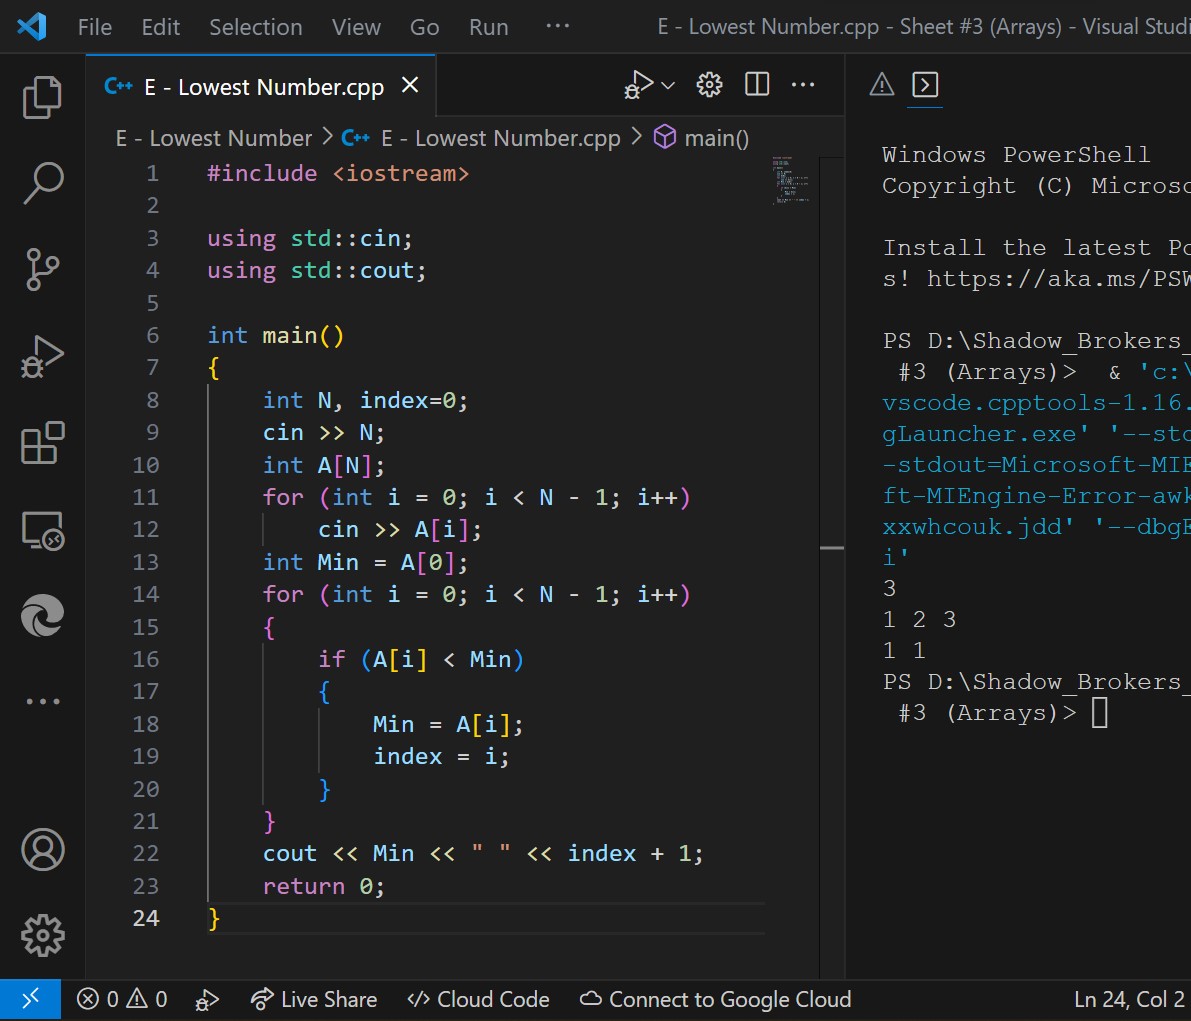 File Edit Selection View Go Run ··· E - Lowest Number.cpp - Sheet #3 (Arrays) - Visual Studi
E - Lowest Number.cpp
E - Lowest Number > E - Lowest Number.cpp > main()
1 #include <iostream>
2
3 using std::cin;
4 using std::cout;
5
6 int main()
7 {
8 int N, index=0;
9 cin >> N;
10 int A[N];
11 for (int i = 0; i < N - 1; i++)
12 cin >> A[i];
13 int Min = A[0];
14 for (int i = 0; i < N - 1; i++)
15 {
16 if (A[i] < Min)
17 {
18 Min = A[i];
19 index = i;
20 }
21 }
22 cout << Min << " " << index + 1;
23 return 0;
24 }
Windows PowerShell
Copyright (C) Microso
Install the latest Po
s! https://aka.ms/PSW
PS D:\Shadow_Brokers_
#3 (Arrays)> & 'c:\
vscode.cpptools-1.16.
gLauncher.exe' '--std
-stdout=Microsoft-MIE
ft-MIEngine-Error-awk
xxwhcouk.jdd' '--dbgE
i'
3
1 2 3
1 1
PS D:\Shadow_Brokers_
#3 (Arrays)>
0 0 Live Share Cloud Code Connect to Google Cloud Ln 24, Col 2